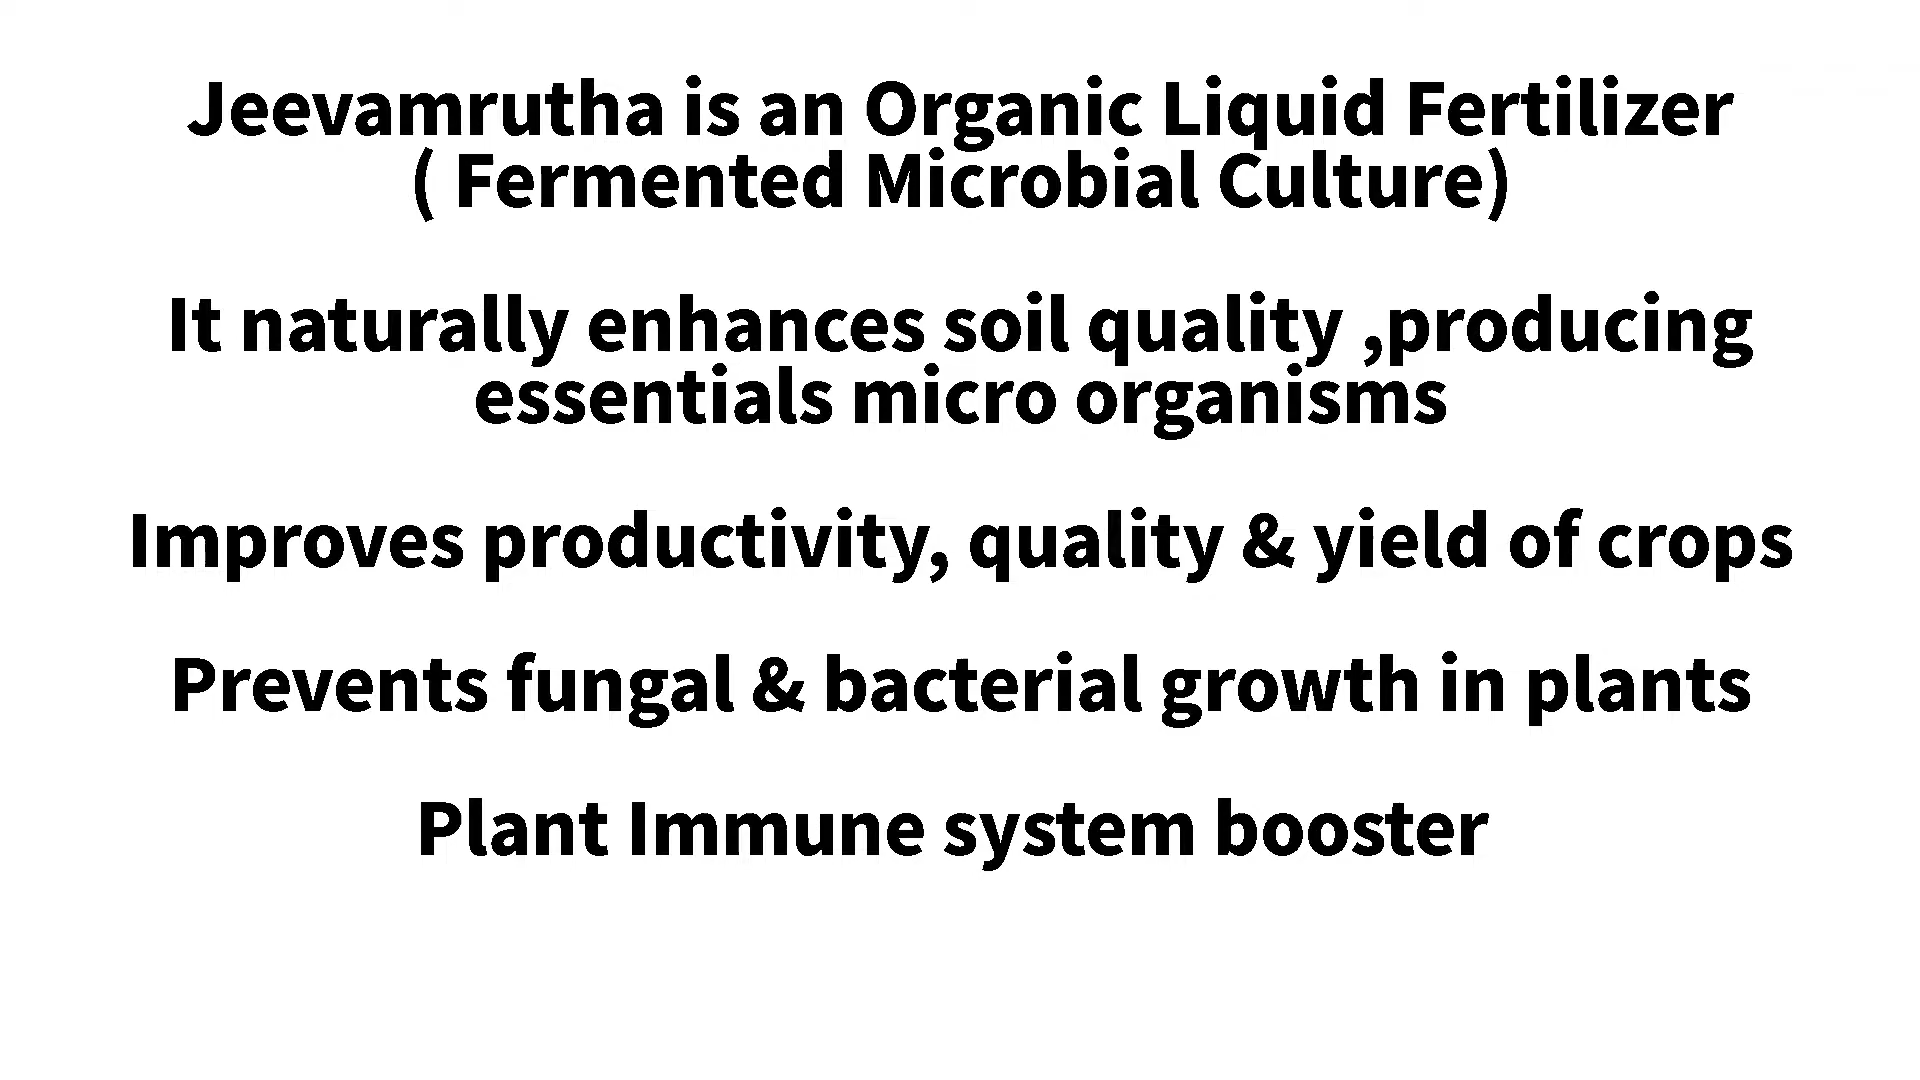 Jeevamrutha is an Organic Liquid Fertilizer
( Fermented Microbial Culture)
It naturally enhances soil quality ,producing
essentials micro organisms
Improves productivity, quality & yield of crops
Prevents fungal & bacterial growth in plants
Plant Immune system booster